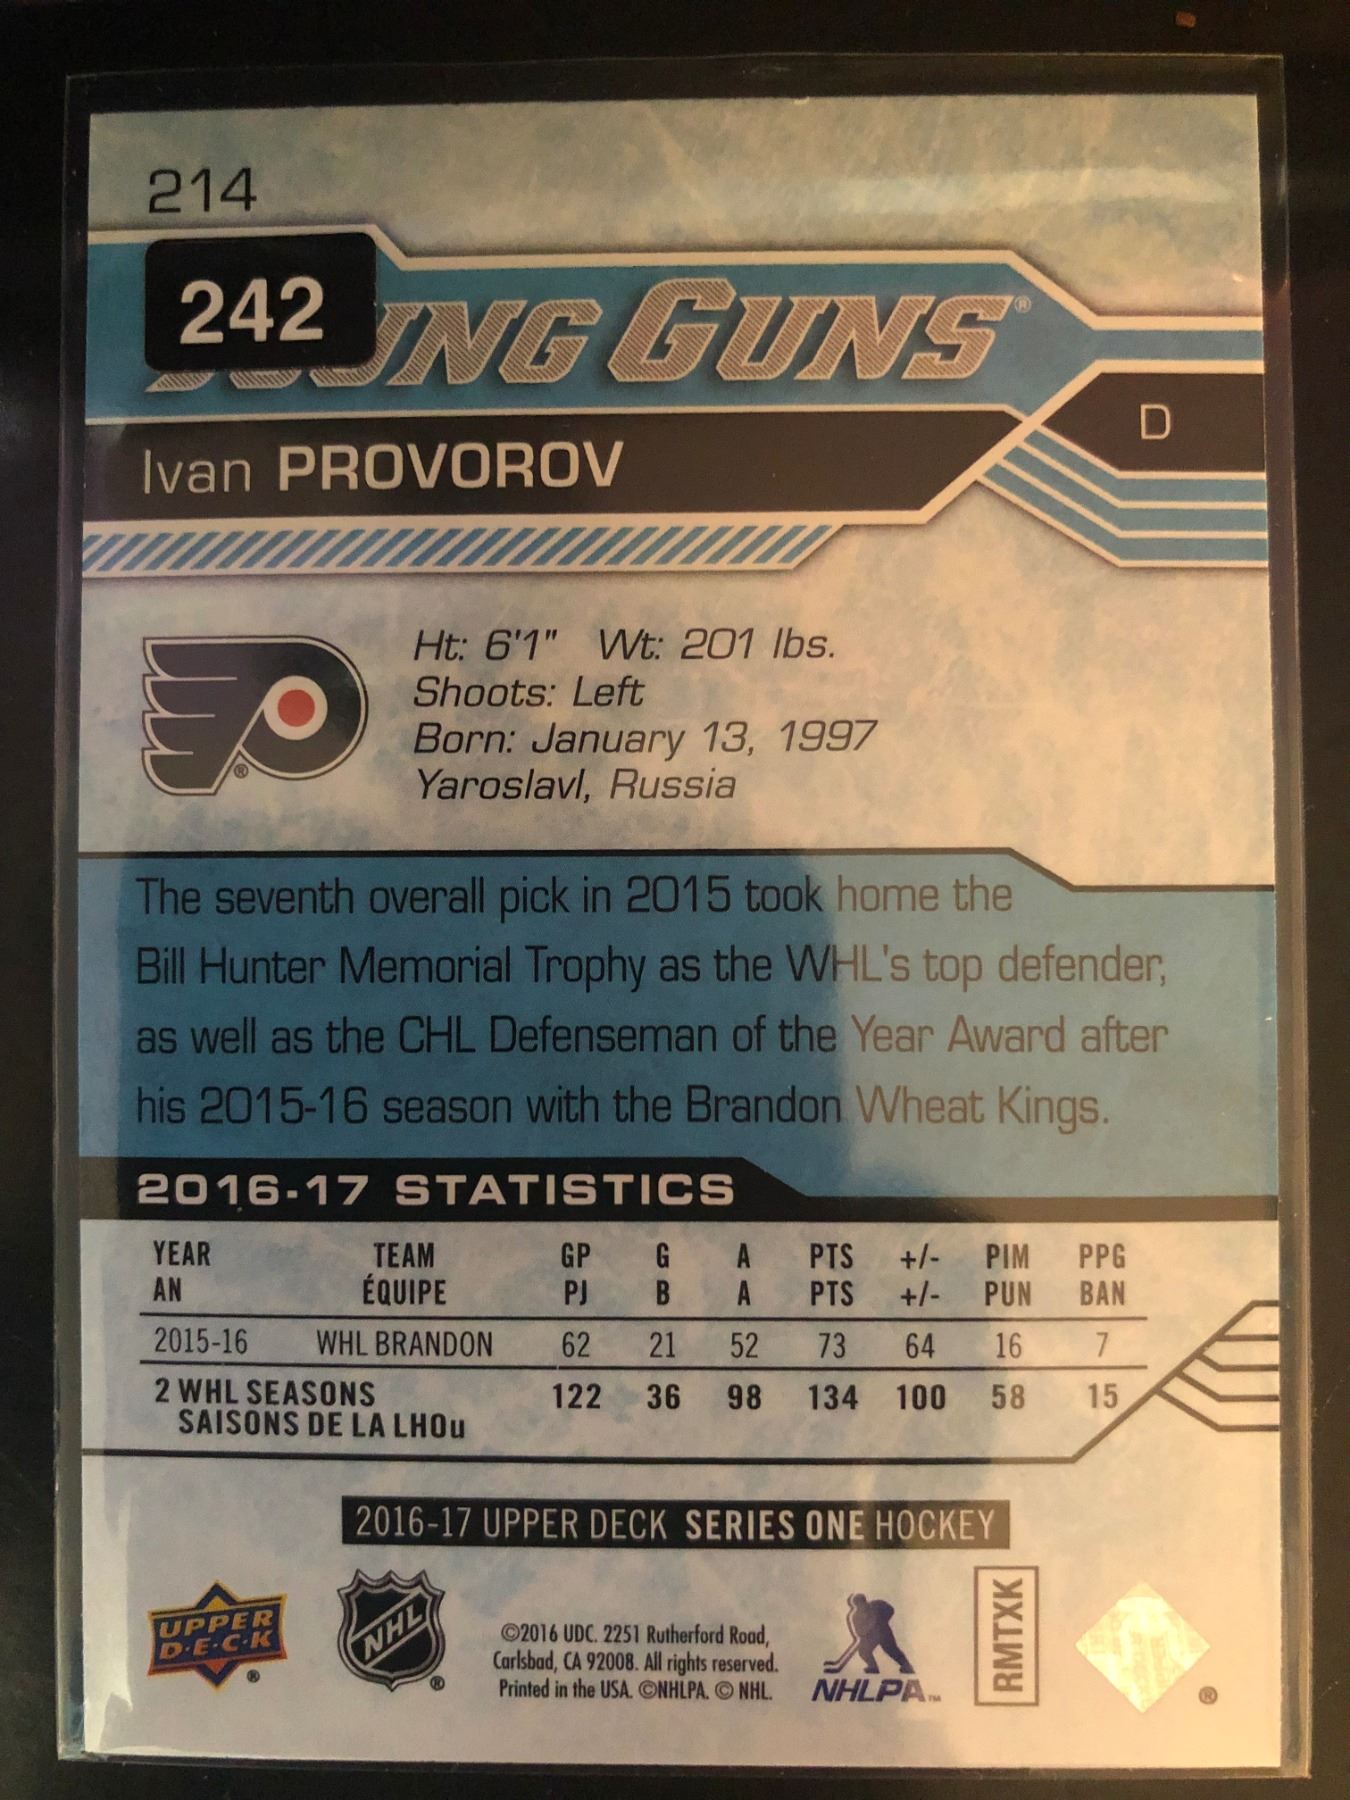 214
242
YOUNG GUNS®
D
Ivan PROVOROV
Ht: 6'1" Wt: 201 lbs.
Shoots: Left
Born: January 13, 1997
Yaroslavl, Russia
®
The seventh overall pick in 2015 took home the
Bill Hunter Memorial Trophy as the WHL's top defender,
as well as the CHL Defenseman of the Year Award after
his 2015-16 season with the Brandon Wheat Kings.
2016-17 STATISTICS
YEAR TEAM GP G A PTS +/- PIM PPG
AN ÉQUIPE PJ B A PTS +/- PUN BAN
2015-16 WHL BRANDON 62 21 52 73 64 16 7
2 WHL SEASONS 122 36 98 134 100 58 15
SAISONS DE LA LHOu
2016-17 UPPER DECK SERIES ONE HOCKEY
UPPER
D·E·C·K
®
NHL
®
©2016 UDC. 2251 Rutherford Road,
Carlsbad, CA 92008. All rights reserved.
Printed in the USA. ©NHLPA. © NHL.
NHLPA™
RMTXK
®